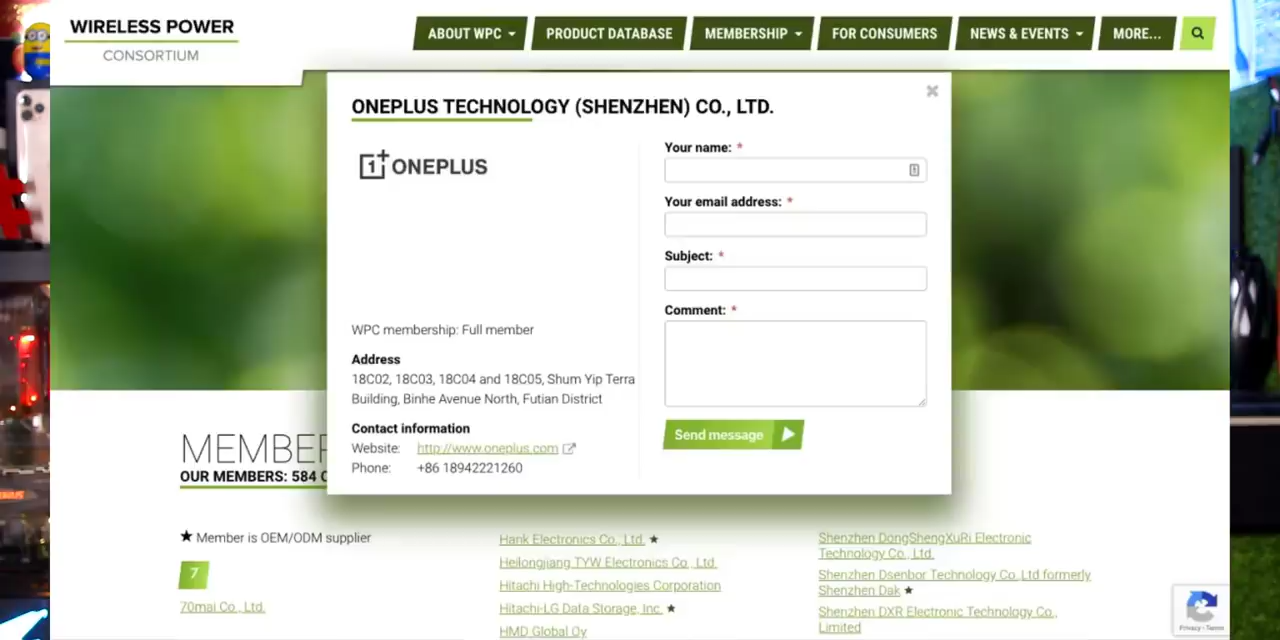 WIRELESS POWER
CONSORTIUM
ABOUT WPC
PRODUCT DATABASE
MEMBERSHIP
FOR CONSUMERS
NEWS & EVENTS
MORE...
ONEPLUS TECHNOLOGY (SHENZHEN) CO., LTD.
1+ ONEPLUS
WPC membership: Full member
Address
18C02, 18C03, 18C04 and 18C05, Shum Yip Terra
Building, Binhe Avenue North, Futian District
Contact information
Website: http://www.oneplus.com
Phone: +86 18942221260
Your name: *
Your email address: *
Subject: *
Comment: *
Send message
MEMBE
OUR MEMBERS: 584 C
★ Member is OEM/ODM supplier
7
70mai Co., Ltd.
Hank Electronics Co., Ltd. ★
Heilongjiang TYW Electronics Co., Ltd.
Hitachi High-Technologies Corporation
Hitachi-LG Data Storage, Inc. ★
HMD Global Oy
Shenzhen DongShengXuRi Electronic
Technology Co., Ltd.
Shenzhen Dsenbor Technology Co.,Ltd formerly
Shenzhen Dak ★
Shenzhen DXR Electronic Technology Co.,
Limited
Privacy - Terms